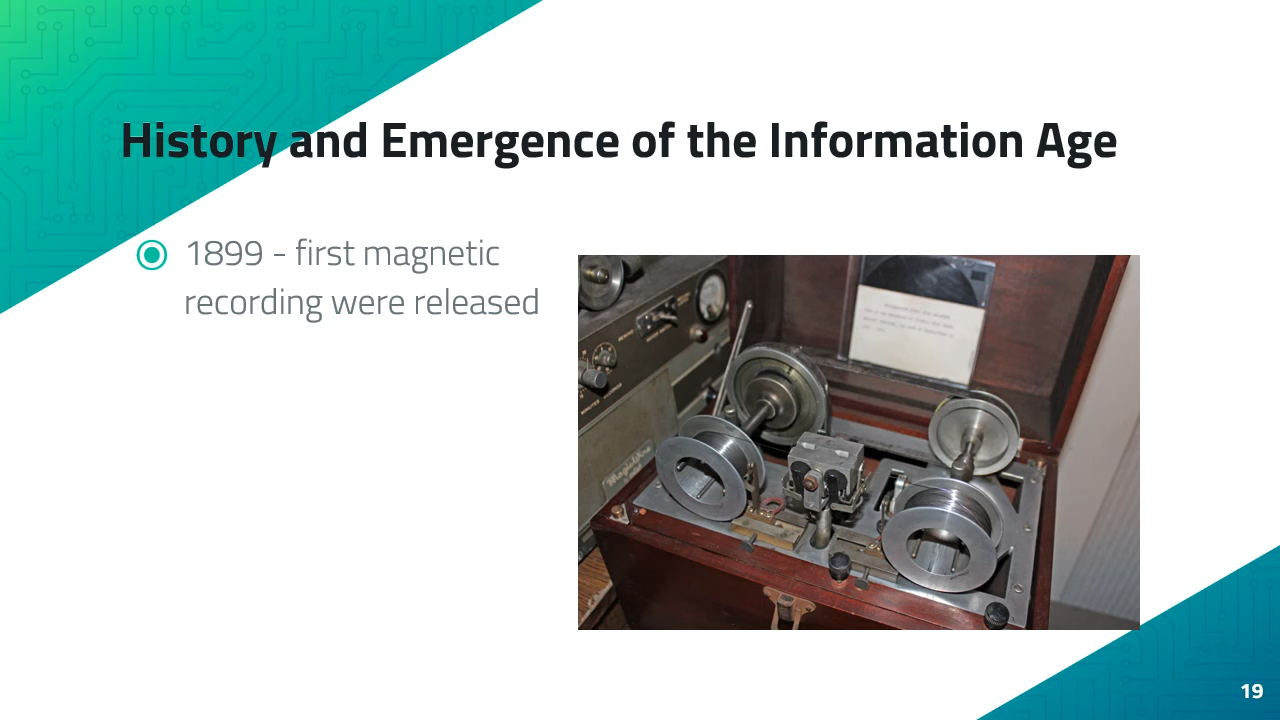 History and Emergence of the Information Age
1899 - first magnetic
recording were released
19